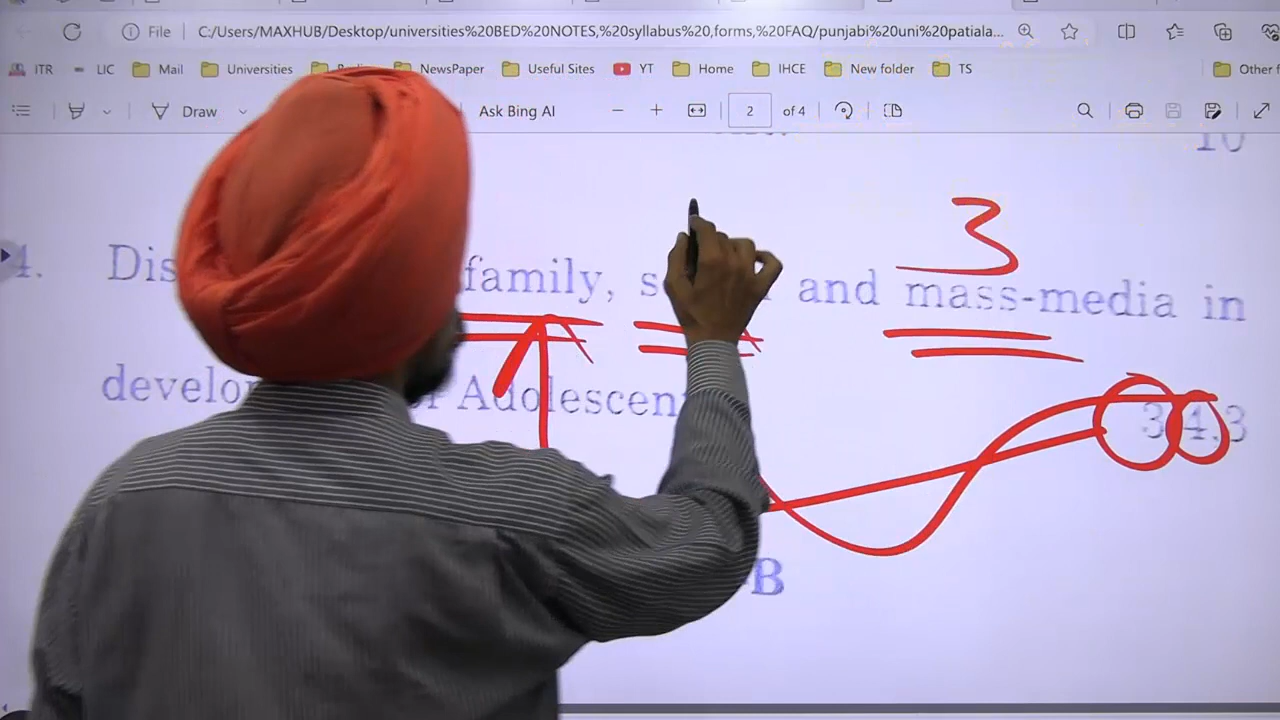 File C:/Users/MAXHUB/Desktop/universities%20BED%20NOTES,%20syllabus%20,forms,%20FAQ/punjabi%20uni%20patiala...
ITR LIC Mail Universities NewsPaper Useful Sites YT Home IHCE New folder TS Other f
Draw Ask Bing AI 2 of 4
10
3
4. family, and mass-media in
Adolescen
3,4,3
B